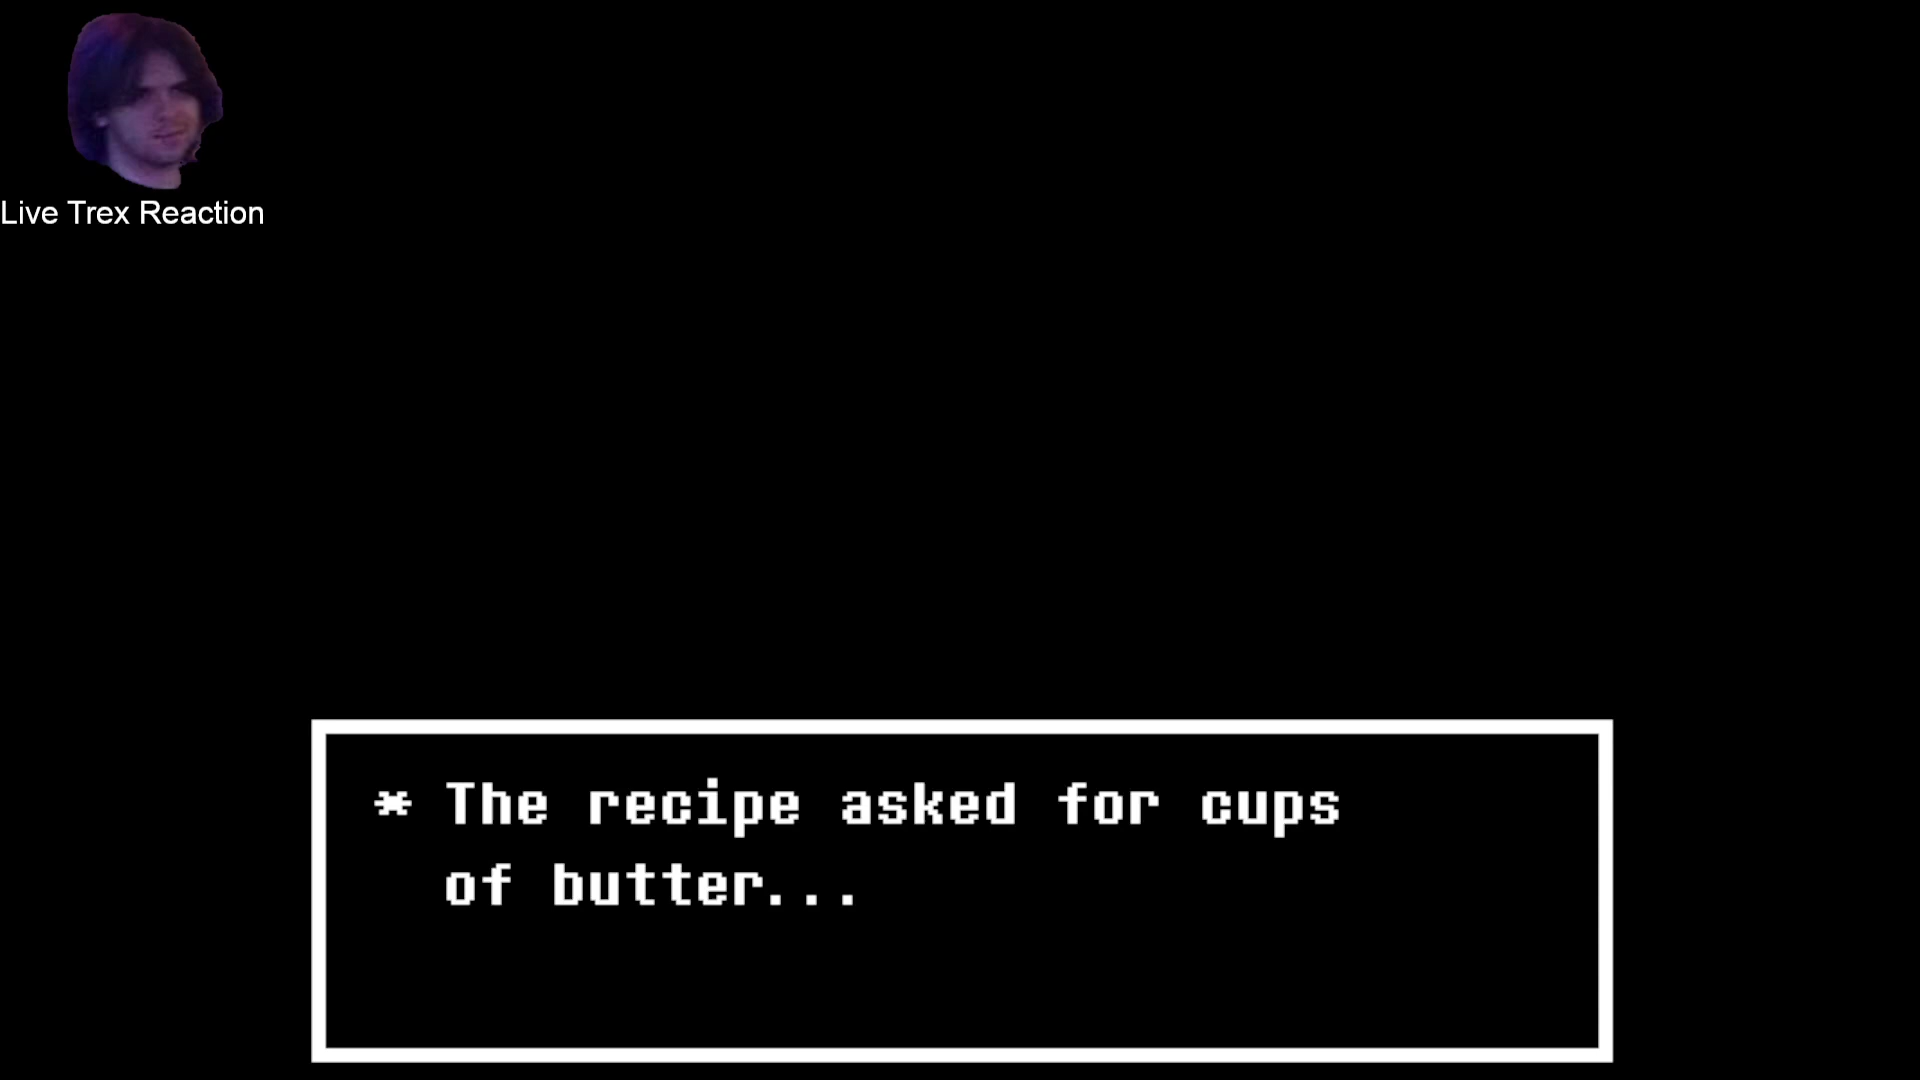 Live Trex Reaction
* The recipe asked for cups
of butter...